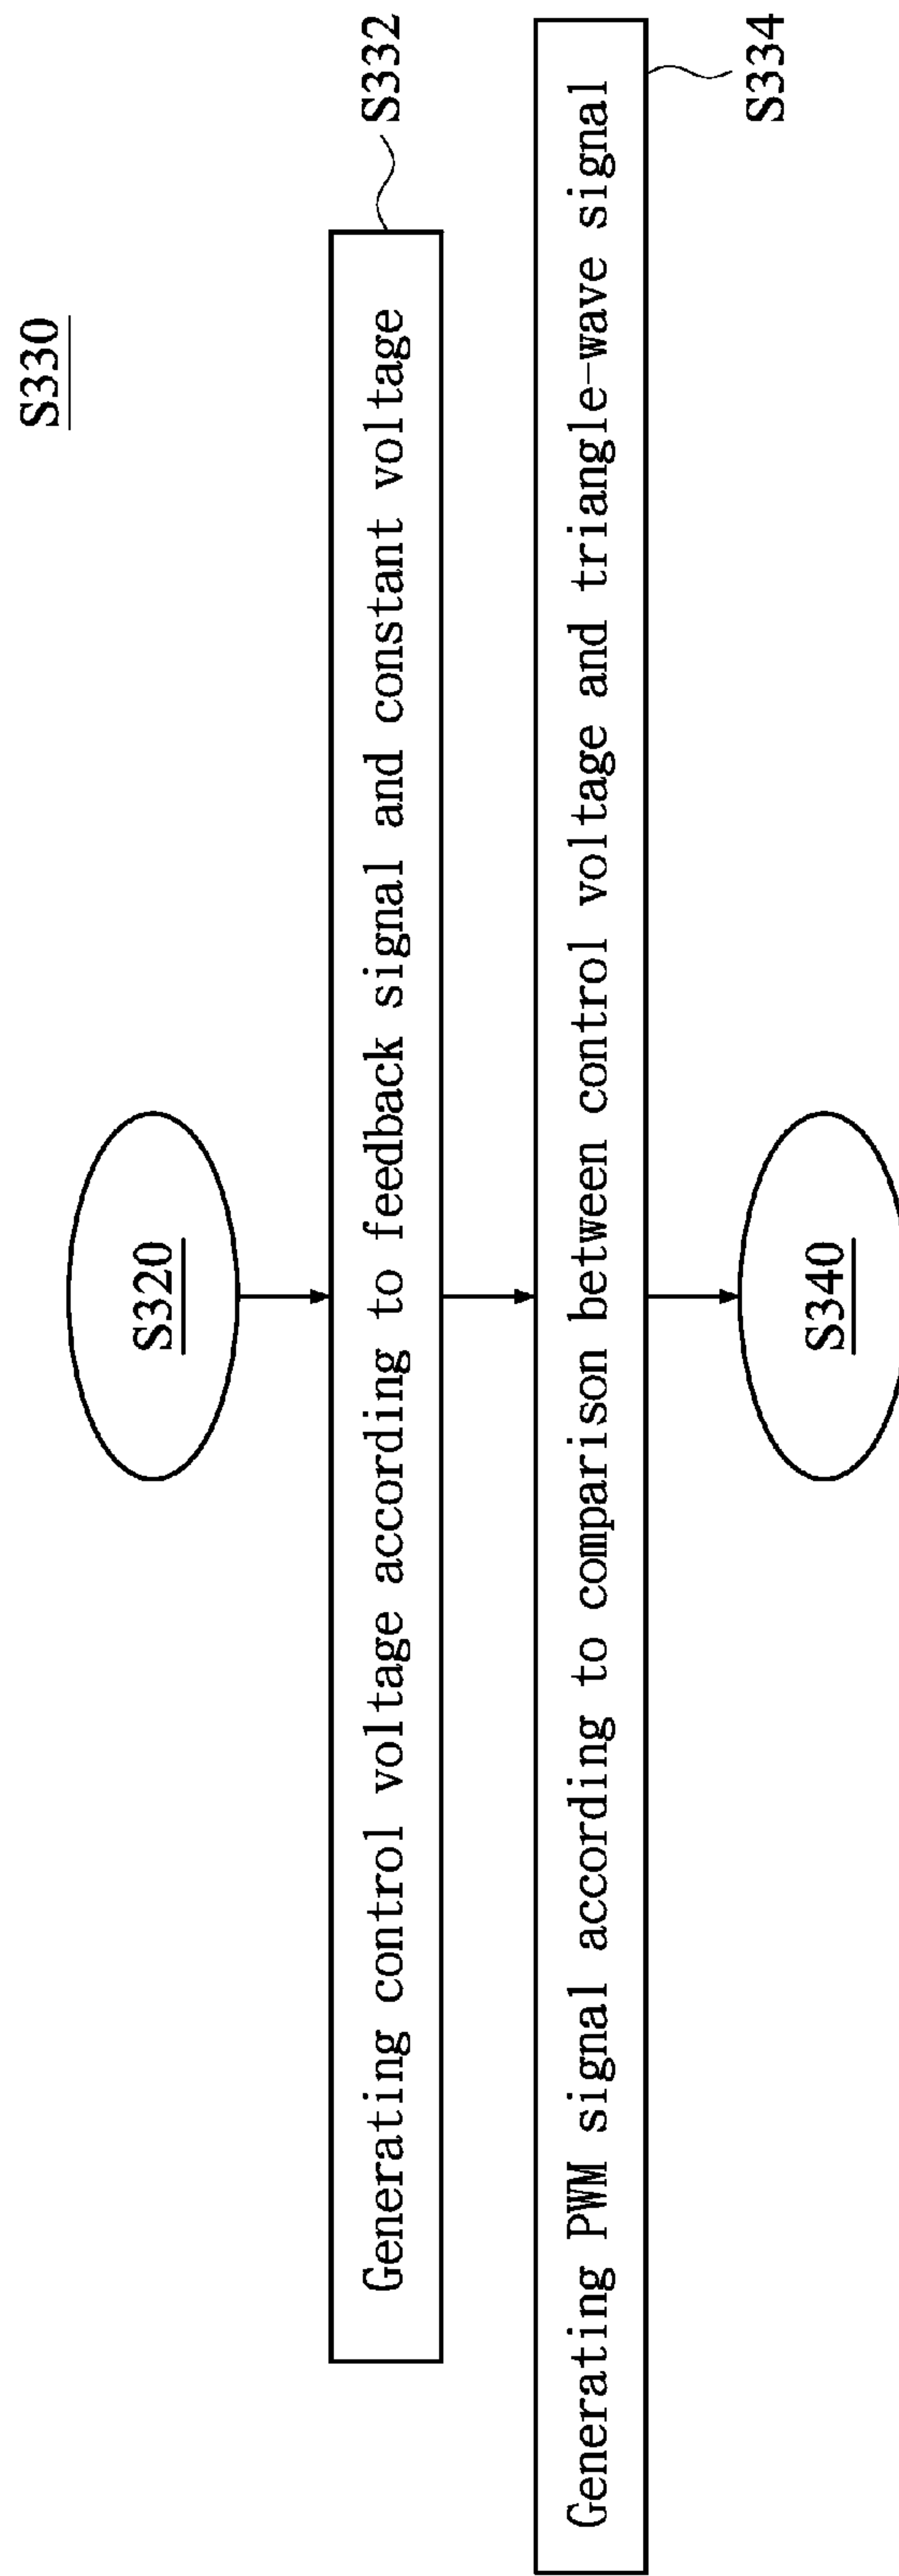 S330
S320
Generating control voltage according to feedback signal and constant voltage
S332
Generating PWM signal according to comparison between control voltage and triangle-wave signal
S334
S340